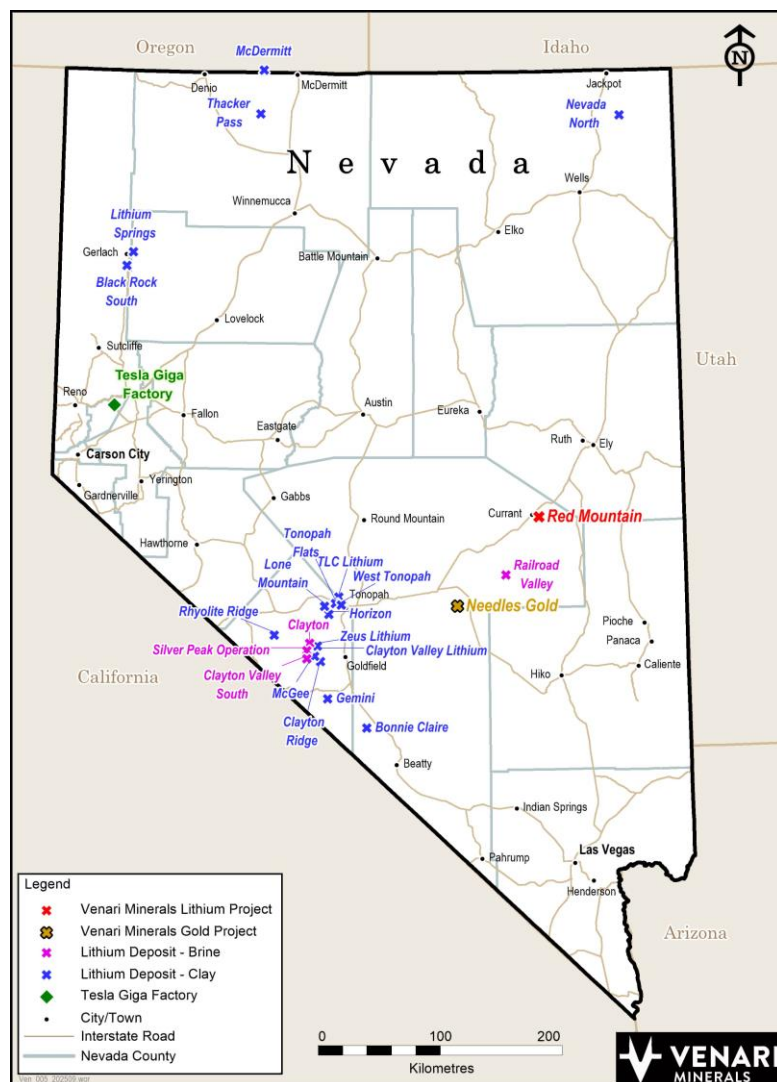 Oregon
McDermitt
Idaho
N
Denio
McDermitt
Jackpot
Thacker
Pass
Nevada
North
Nevada
Wells
Winnemucca
Elko
Lithium
Springs
Gerlach
Battle Mountain
Black Rock
South
Lovelock
Sutcliffe
Utah
Tesla Giga
Factory
Reno
Fallon
Austin
Eureka
Eastgate
Ruth
Ely
Carson City
Yerington
Gardnerville
Gabbs
Currant
Red Mountain
Round Mountain
Hawthorne
Tonopah
Flats
TLC Lithium
Lone
Mountain
West Tonopah
Railroad
Valley
Tonopah
Needles Gold
Rhyolite Ridge
Horizon
Clayton
Zeus Lithium
Pioche
Panaca
Silver Peak Operation
Clayton Valley Lithium
Goldfield
Caliente
California
Clayton Valley
South
McGee
Hiko
Gemini
Clayton
Ridge
Bonnie Claire
Beatty
Indian Springs
Las Vegas
Pahrump
Henderson
Arizona
Legend
Venari Minerals Lithium Project
Venari Minerals Gold Project
Lithium Deposit - Brine
Lithium Deposit - Clay
Tesla Giga Factory
City/Town
Interstate Road
Nevada County
0 100 200
Kilometres
VENARI
MINERALS
Van_005_202509.wor